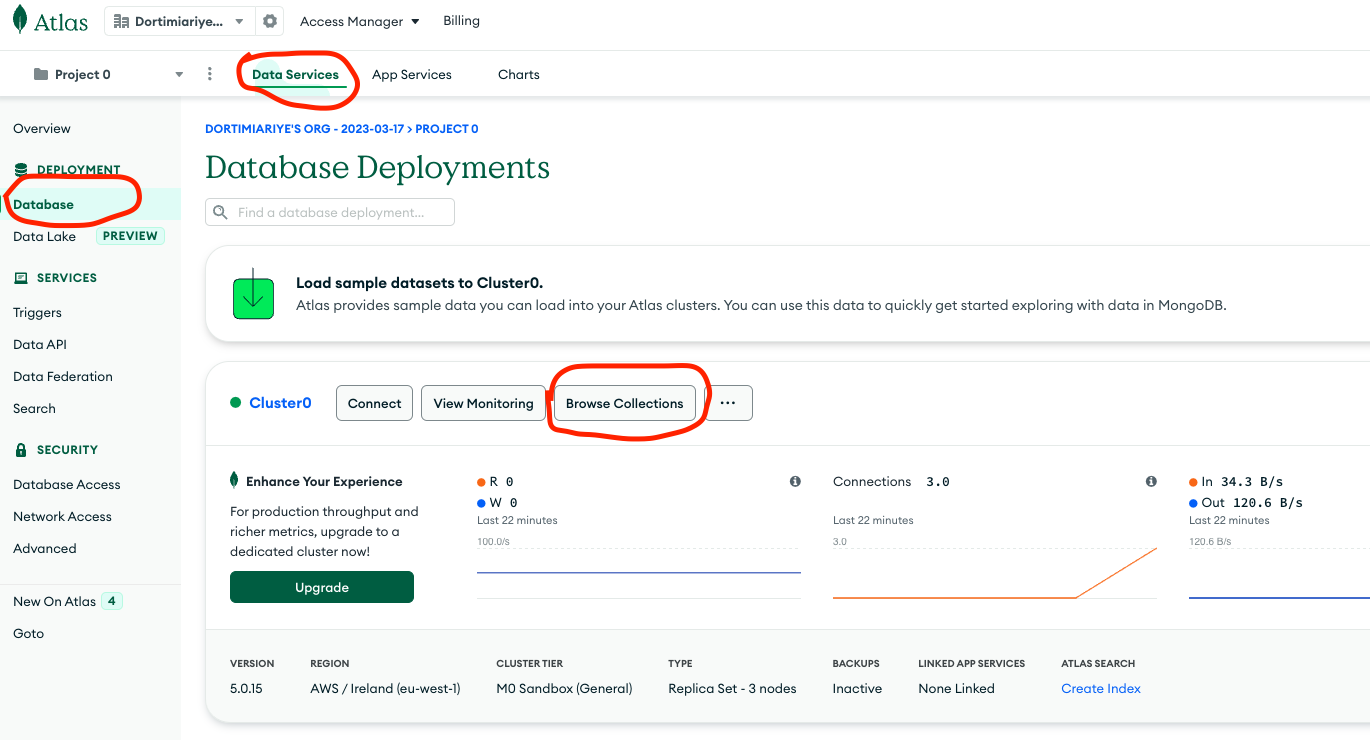 Atlas
Dortimiariye...
Access Manager
Billing
Project 0
Data Services
App Services
Charts
Overview
DEPLOYMENT
Database
Data Lake PREVIEW
SERVICES
Triggers
Data API
Data Federation
Search
SECURITY
Database Access
Network Access
Advanced
New On Atlas 4
Goto
DORTIMIARIYE'S ORG - 2023-03-17 > PROJECT 0
Database Deployments
Find a database deployment...
Load sample datasets to Cluster0.
Atlas provides sample data you can load into your Atlas clusters. You can use this data to quickly get started exploring with data in MongoDB.
Cluster0
Connect
View Monitoring
Browse Collections
...
Enhance Your Experience
For production throughput and
richer metrics, upgrade to a
dedicated cluster now!
Upgrade
R 0
W 0
Last 22 minutes
100.0/s
Connections 3.0
Last 22 minutes
3.0
In 34.3 B/s
Out 120.6 B/s
Last 22 minutes
120.6 B/s
VERSION
5.0.15
REGION
AWS / Ireland (eu-west-1)
CLUSTER TIER
M0 Sandbox (General)
TYPE
Replica Set - 3 nodes
BACKUPS
Inactive
LINKED APP SERVICES
None Linked
ATLAS SEARCH
Create Index